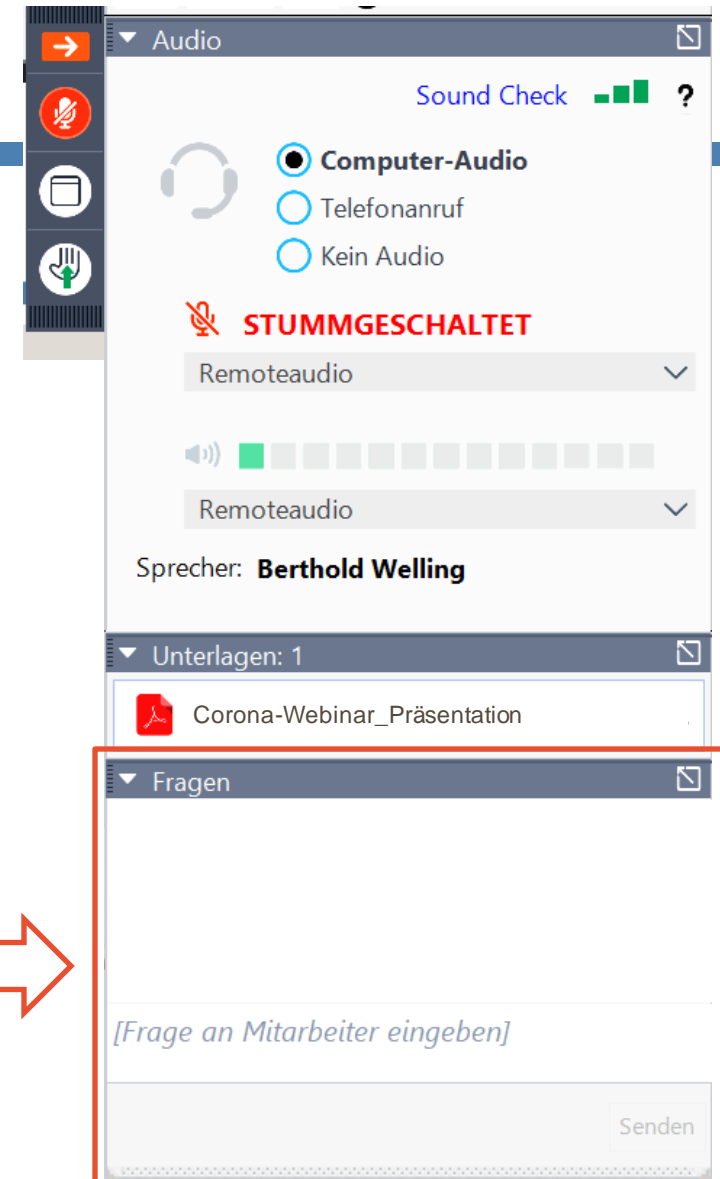 Audio
Sound Check ?
Computer-Audio
Telefonanruf
Kein Audio
STUMMGESCHALTET
Remoteaudio
Remoteaudio
Sprecher: Berthold Welling
Unterlagen: 1
Corona-Webinar_Präsentation
Fragen
[Frage an Mitarbeiter eingeben]
Senden